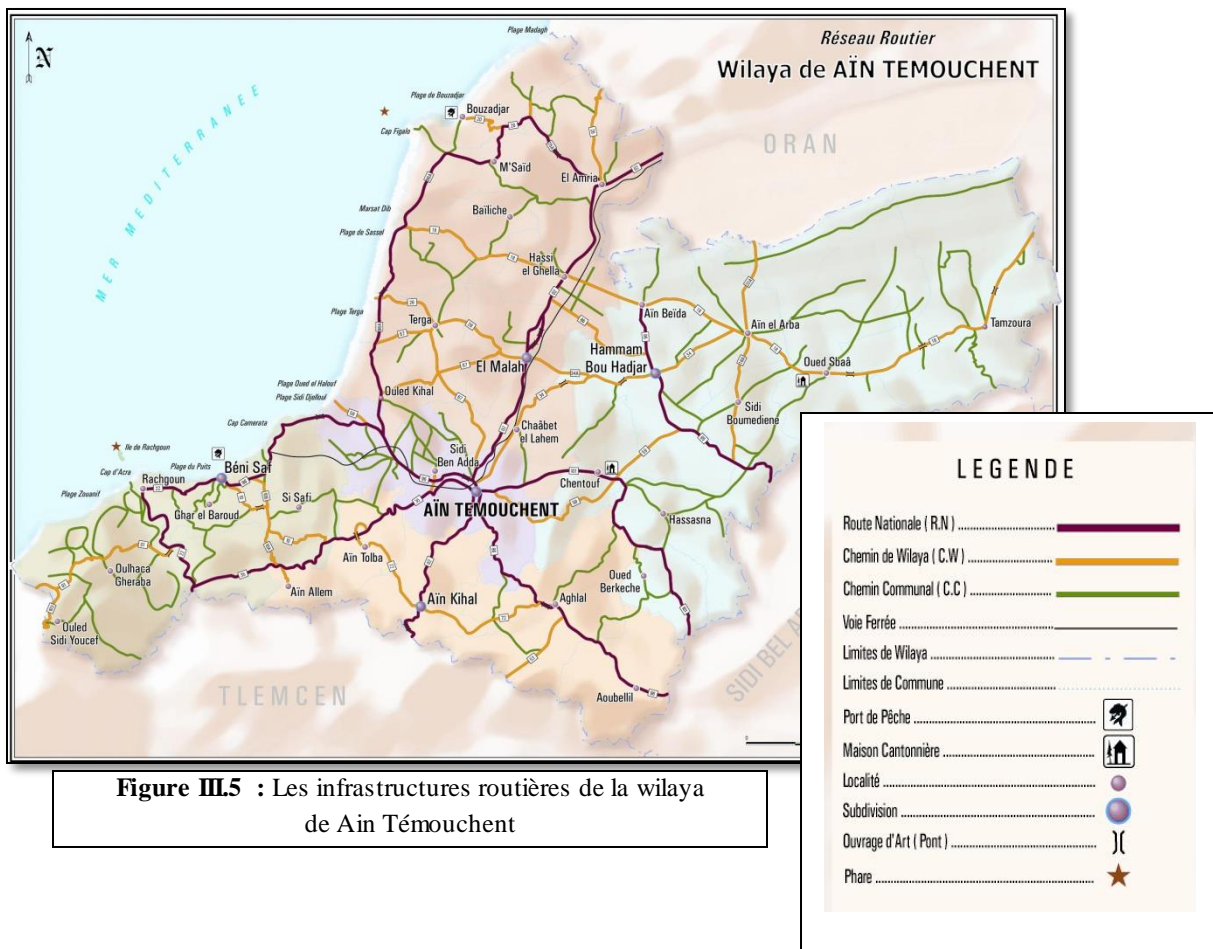 Réseau Routier
Wilaya de AÏN TEMOUCHENT
N
MER MEDITERRANEE
ORAN
TLEMCEN
SIDI BEL A
Plage Madagh
Plage de Bouzadjar
Bouzadjar
Cap Figalo
M'Saïd
El Amria
Marsat Dib
Baïliche
Plage de Sassel
Hassi
el Ghella
Plage Terga
Terga
Aïn Beïda
Aïn el Arba
Tamzoura
El Malah
Hammam
Bou Hadjar
Oued Sbaâ
Plage Oued el Halouf
Plage Sidi Djelloul
Ouled Kihal
Sidi
Boumediene
Cap Camerata
Chaâbet
el Lahem
Ile de Rachgoun
Sidi
Ben Adda
Cap d'Acra
Plage du Puits
Béni Saf
Chentouf
Rachgoun
Plage Zouanif
Si Safi
AÏN TEMOUCHENT
Ghar el Baroud
Hassasna
Aïn Tolba
Oulhaca
Gheraba
Aïn Allem
Oued
Berkeche
Aïn Kihal
Aghlal
Ouled
Sidi Youcef
Aoubellil
LEGENDE
Route Nationale ( R.N )
Chemin de Wilaya ( C.W )
Chemin Communal ( C.C )
Voie Ferrée
Limites de Wilaya
Limites de Commune
Port de Pêche
Maison Cantonnière
Localité
Subdivision
Ouvrage d'Art ( Pont )
Phare
Figure III.5 : Les infrastructures routières de la wilaya
de Ain Témouchent